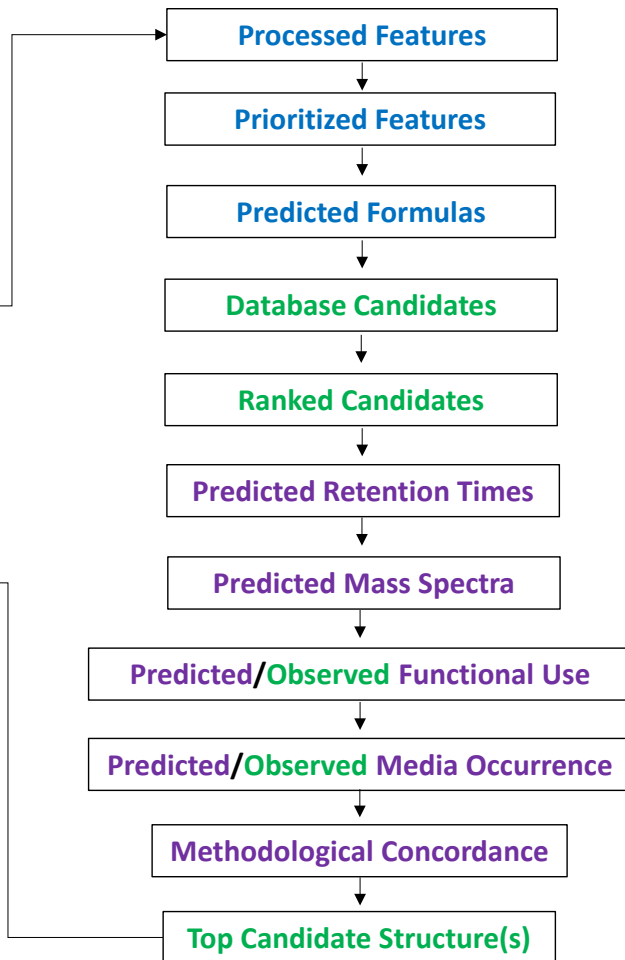 Processed Features
Prioritized Features
Predicted Formulas
Database Candidates
Ranked Candidates
Predicted Retention Times
Predicted Mass Spectra
Predicted/Observed Functional Use
Predicted/Observed Media Occurrence
Methodological Concordance
Top Candidate Structure(s)